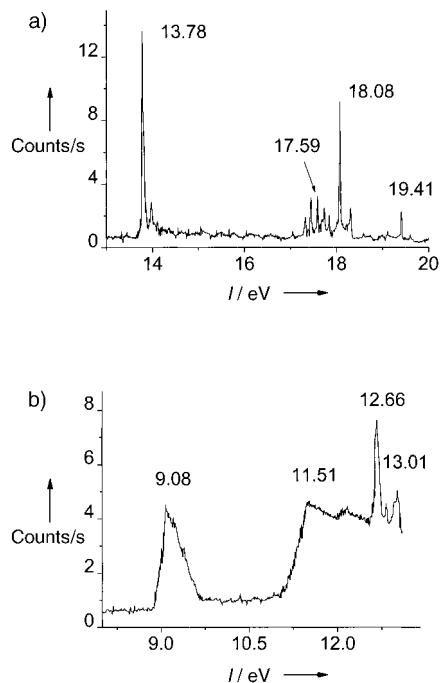 a)
13.78
12
18.08
8
Counts/s
17.59
4
19.41
0
14 16 18 20
I / eV
b)
8
12.66
6
13.01
11.51
9.08
4
Counts/s
2
0
9.0 10.5 12.0
I / eV